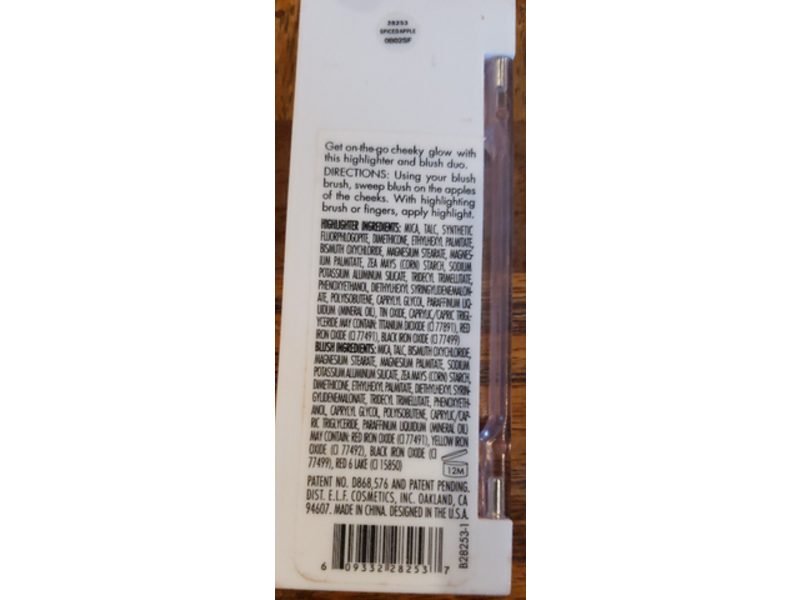 28253
SPICED APPLE
Get on-the-go cheeky glow with
this highlighter and blush duo.
DIRECTIONS: Using your blush
brush, sweep blush on the apples
of the cheeks. With highlighting
brush or fingers, apply highlight.
HIGHLIGHTER INGREDIENTS: MICA, TALC, SYNTHETIC
FLUORPHLOGOPITE, DIMETHICONE, ETHYLHEXYL PALMITATE,
BISMUTH OXYCHLORIDE, MAGNESIUM STEARATE, MAGNES-
IUM PALMITATE, ZEA MAYS (CORN) STARCH, SODIUM
POTASSIUM ALUMINUM SILICATE, TRIDECYL TRIMELLITATE,
PHENOXYETHANOL, DIETHYLHEXYL SYRINGYLIDENEMALON-
ATE, POLYISOBUTENE, CAPRYLYL GLYCOL, PARAFFINUM LIQ-
UIDUM (MINERAL OIL), TIN OXIDE, CAPRYLIC/CAPRIC TRIGL-
YCERIDE MAY CONTAIN: TITANIUM DIOXIDE (CI 77891), RED
IRON OXIDE (CI 77491), BLACK IRON OXIDE (CI 77499)
BLUSH INGREDIENTS: MICA, TALC, BISMUTH OXYCHLORIDE,
MAGNESIUM STEARATE, MAGNESIUM PALMITATE, SODIUM
POTASSIUM ALUMINUM SILICATE, ZEA MAYS (CORN) STARCH,
DIMETHICONE, ETHYLHEXYL PALMITATE, DIETHYLHEXYL SYRIN-
GYLIDENEMALONATE, TRIDECYL TRIMELLITATE, PHENOXYETH-
ANOL, CAPRYLYL GLYCOL, POLYISOBUTENE, CAPRYLIC/CAP-
RIC TRIGLYCERIDE, PARAFFINUM LIQUIDUM (MINERAL OIL)
MAY CONTAIN: RED IRON OXIDE (CI 77491), YELLOW IRON
OXIDE (CI 77492), BLACK IRON OXIDE (CI
77499), RED 6 LAKE (CI 15850)
12M
PATENT NO. D868,576 AND PATENT PENDING.
DIST. E.L.F. COSMETICS, INC. OAKLAND, CA
94607. MADE IN CHINA. DESIGNED IN THE U.S.A.
6 09332 28253 7
B28253-1